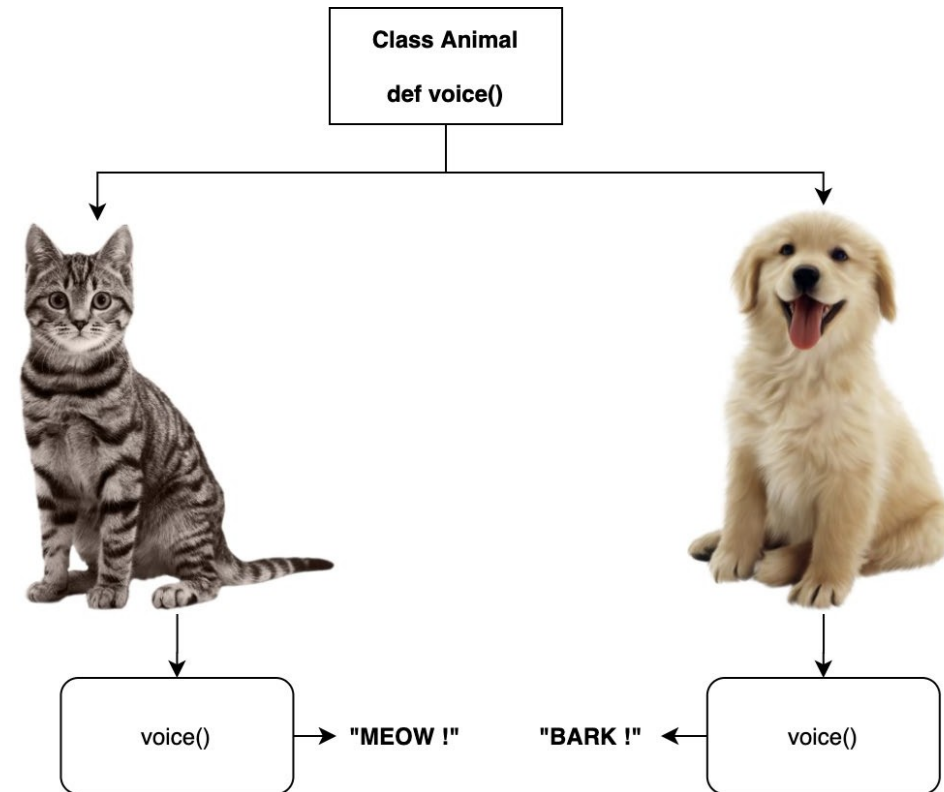 Class Animal
def voice()
voice()
"MEOW !"
"BARK !"
voice()